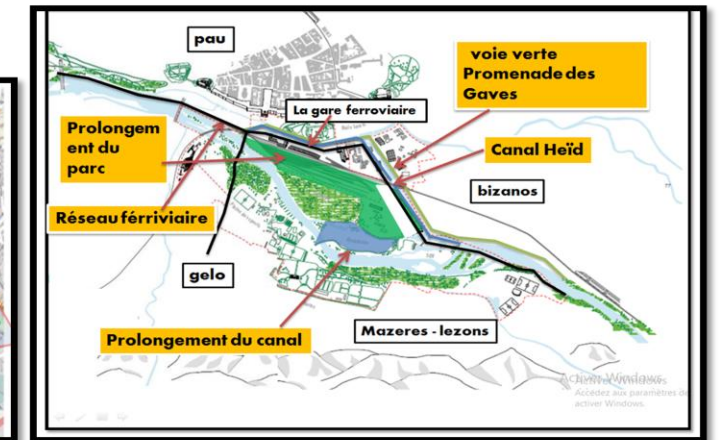 pau
voie verte
Promenade des
Gaves
La gare ferroviaire
Prolongem
ent du
parc
Canal Heïd
bizanos
Réseau férriviaire
gelo
Prolongement du canal
Mazeres - lezons
Activer Windows
Accédez aux paramètres de
activer Windows.